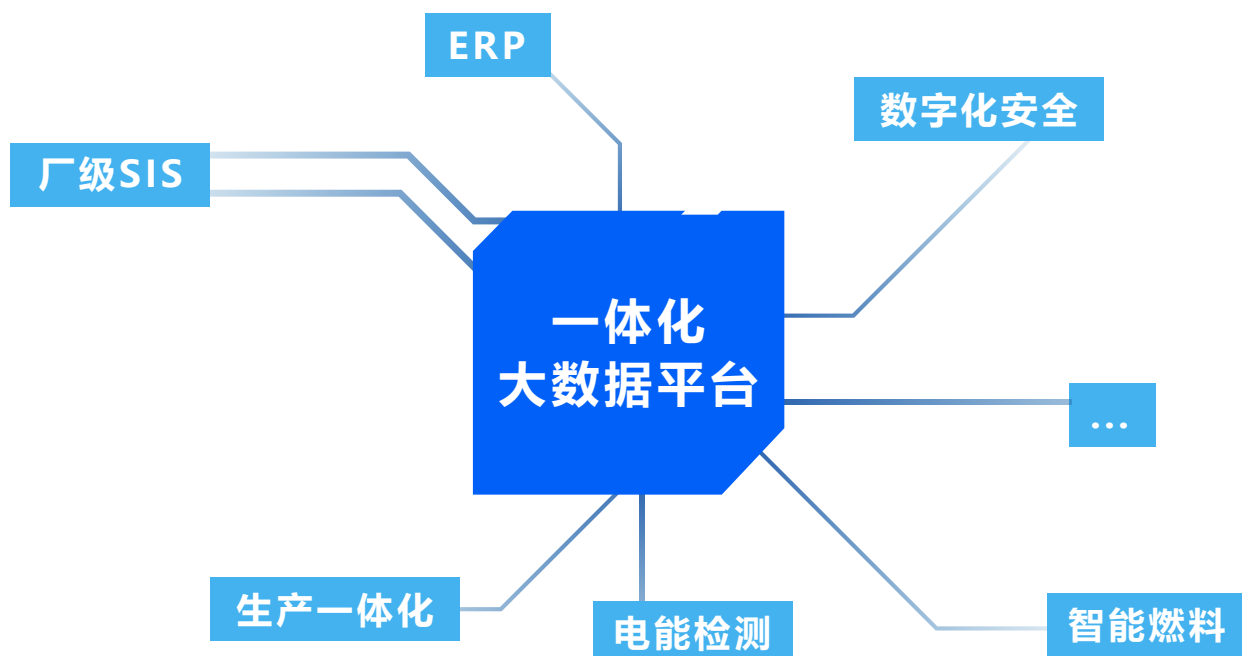 ERP
数字化安全
厂级SIS
一体化
大数据平台
...
生产一体化
电能检测
智能燃料